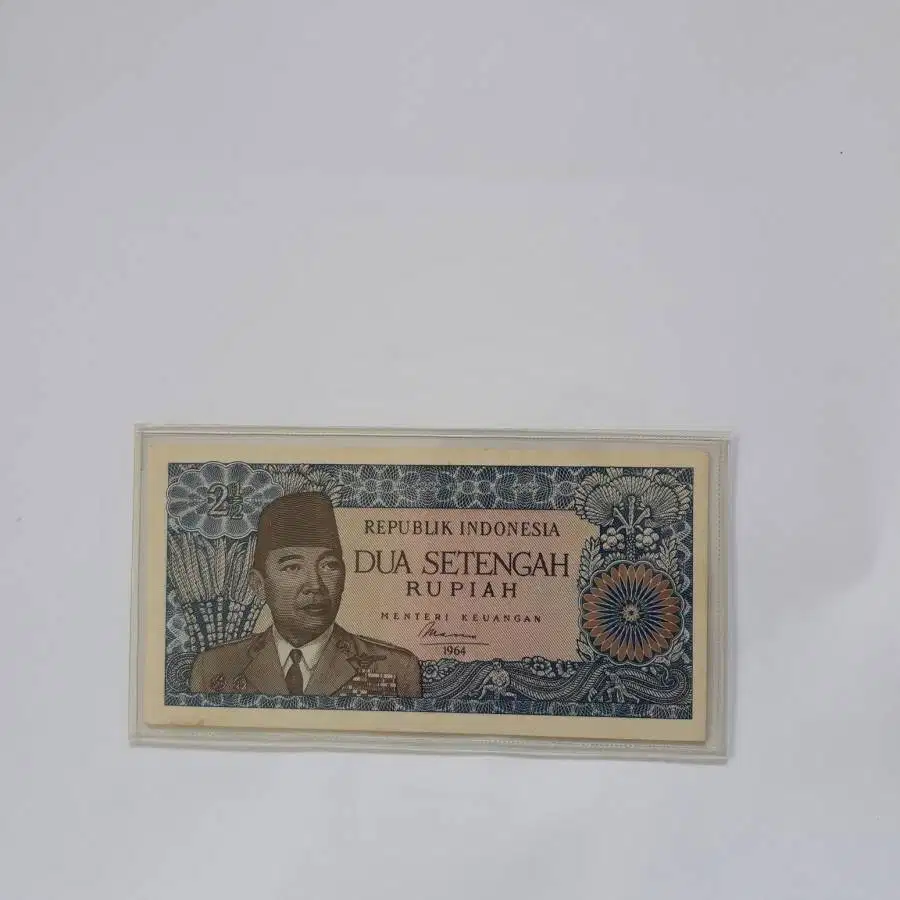 2½
REPUBLIK INDONESIA
DUA SETENGAH
RUPIAH
MENTERI KEUANGAN
1964